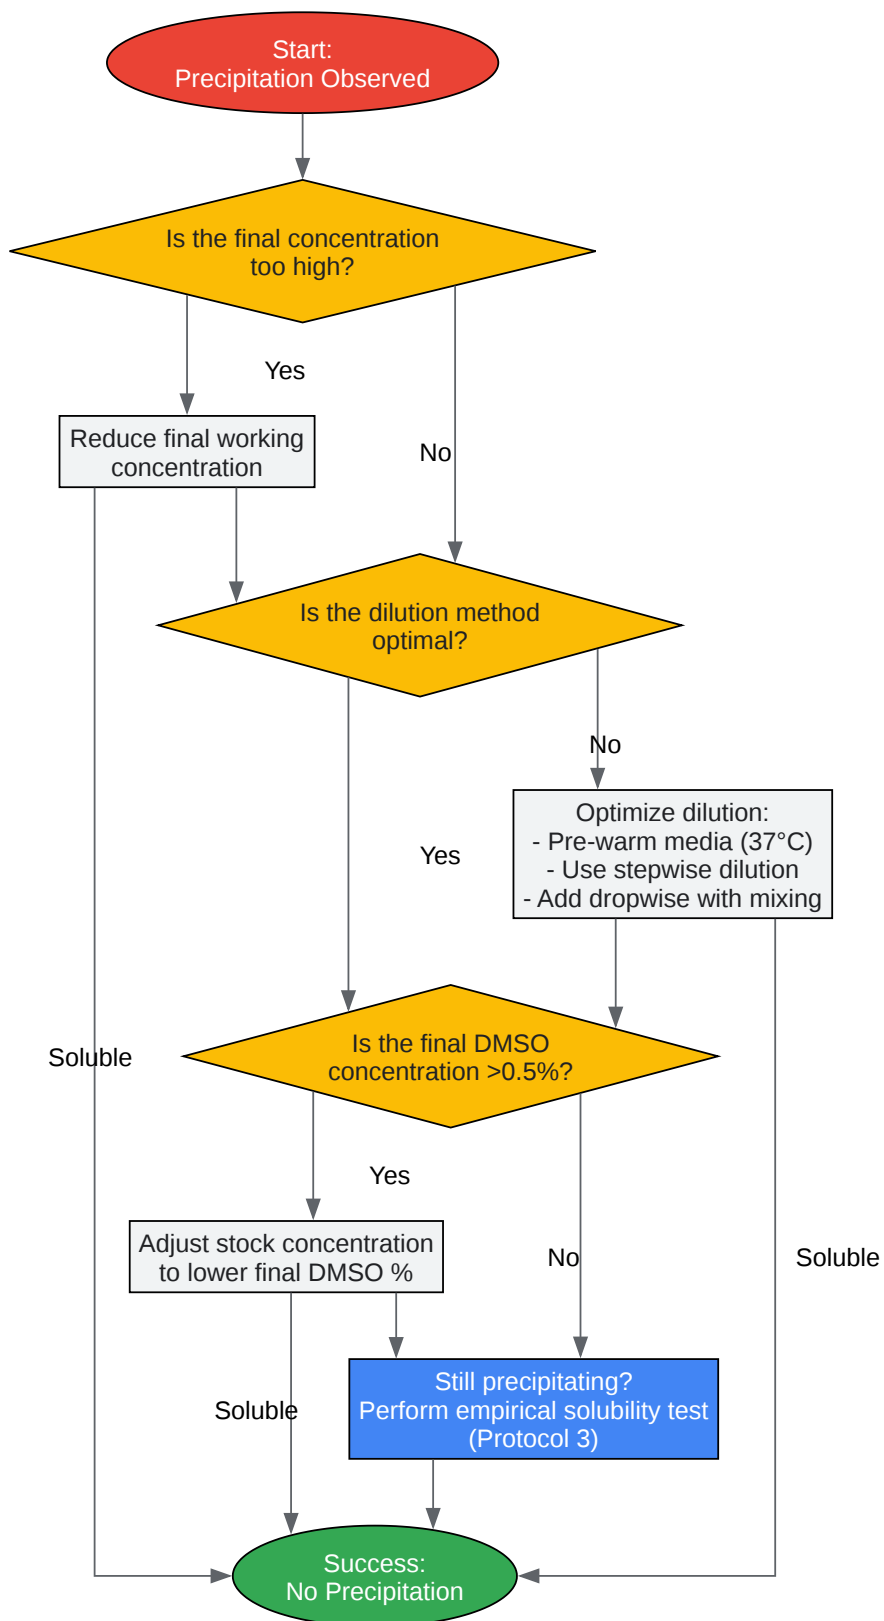 Start:
Precipitation Observed
Is the final concentration
too high?
Yes
Reduce final working
concentration
No
Is the dilution method
optimal?
No
Optimize dilution:
- Pre-warm media (37°C)
- Use stepwise dilution
- Add dropwise with mixing
Yes
Is the final DMSO
concentration >0.5%?
Soluble
Yes
Adjust stock concentration
to lower final DMSO %
No
Soluble
Still precipitating?
Perform empirical solubility test
(Protocol 3)
Soluble
Success:
No Precipitation